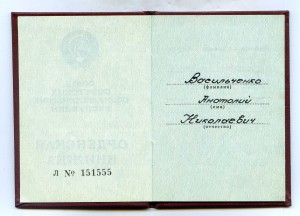 Л № 151555
Васильченко
(фамилия)
Анатолий
(имя)
Николаевич
(отчество)